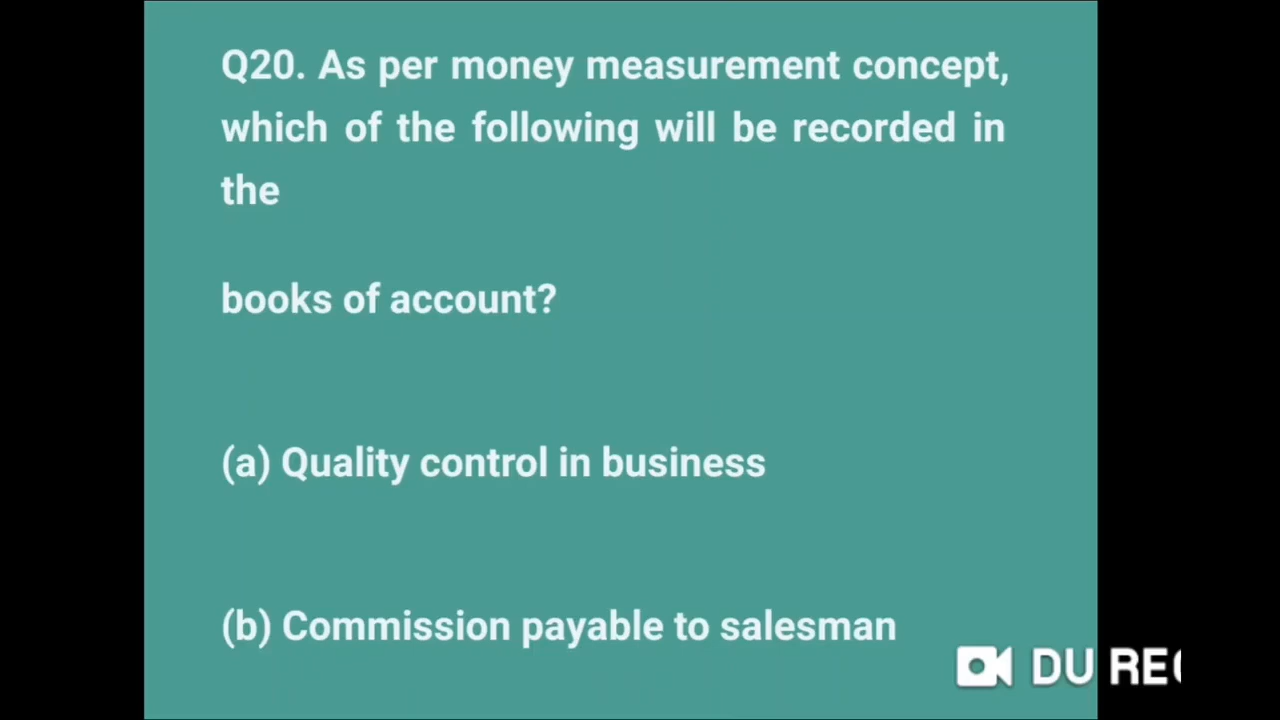 Q20. As per money measurement concept,
which of the following will be recorded in
the
books of account?
(a) Quality control in business
(b) Commission payable to salesman
DU REC